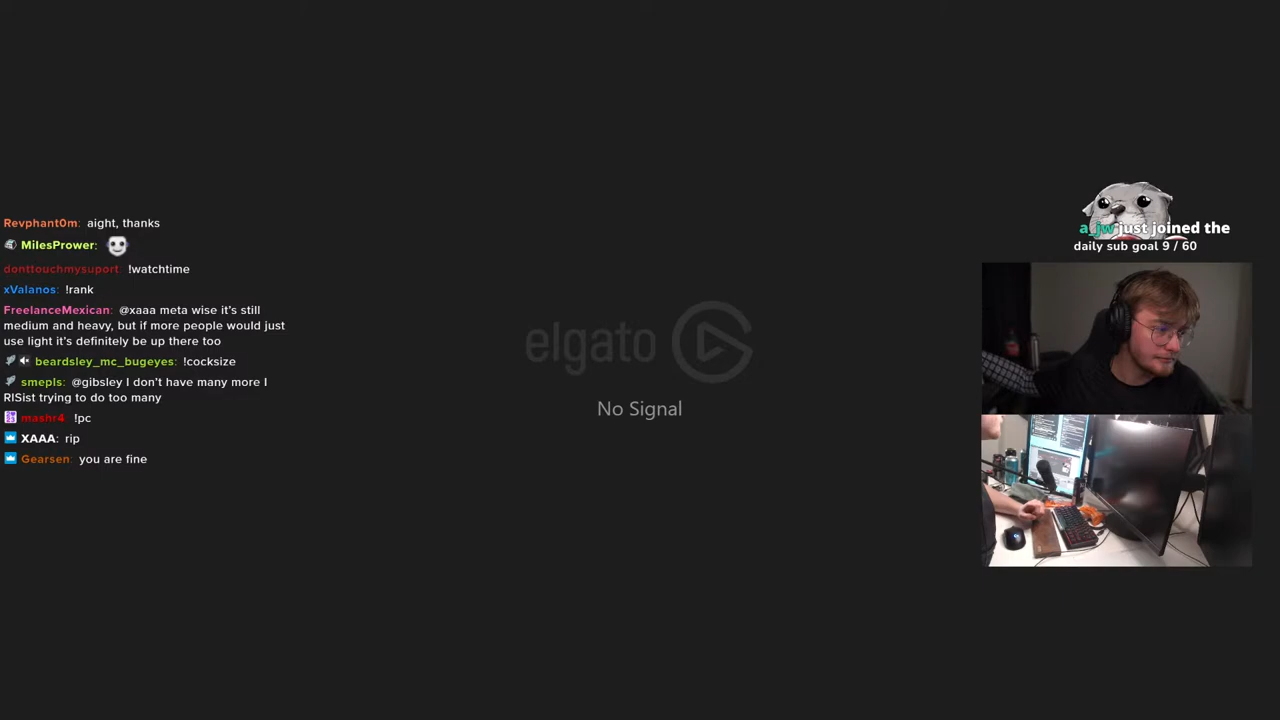 Revphant0m: aight, thanks
MilesPrower:
donttouchmysuport: !watchtime
xValanos: !rank
FreelanceMexican: @xaaa meta wise it's still
medium and heavy, but if more people would just
use light it's definitely be up there too
beardsley_mc_bugeyes: !cocksize
smepls: @gibsley I don't have many more I
RISist trying to do too many
mashr4: !pc
XAAA: rip
Gearsen: you are fine
elgato
No Signal
a_jw just joined the
daily sub goal 9 / 60